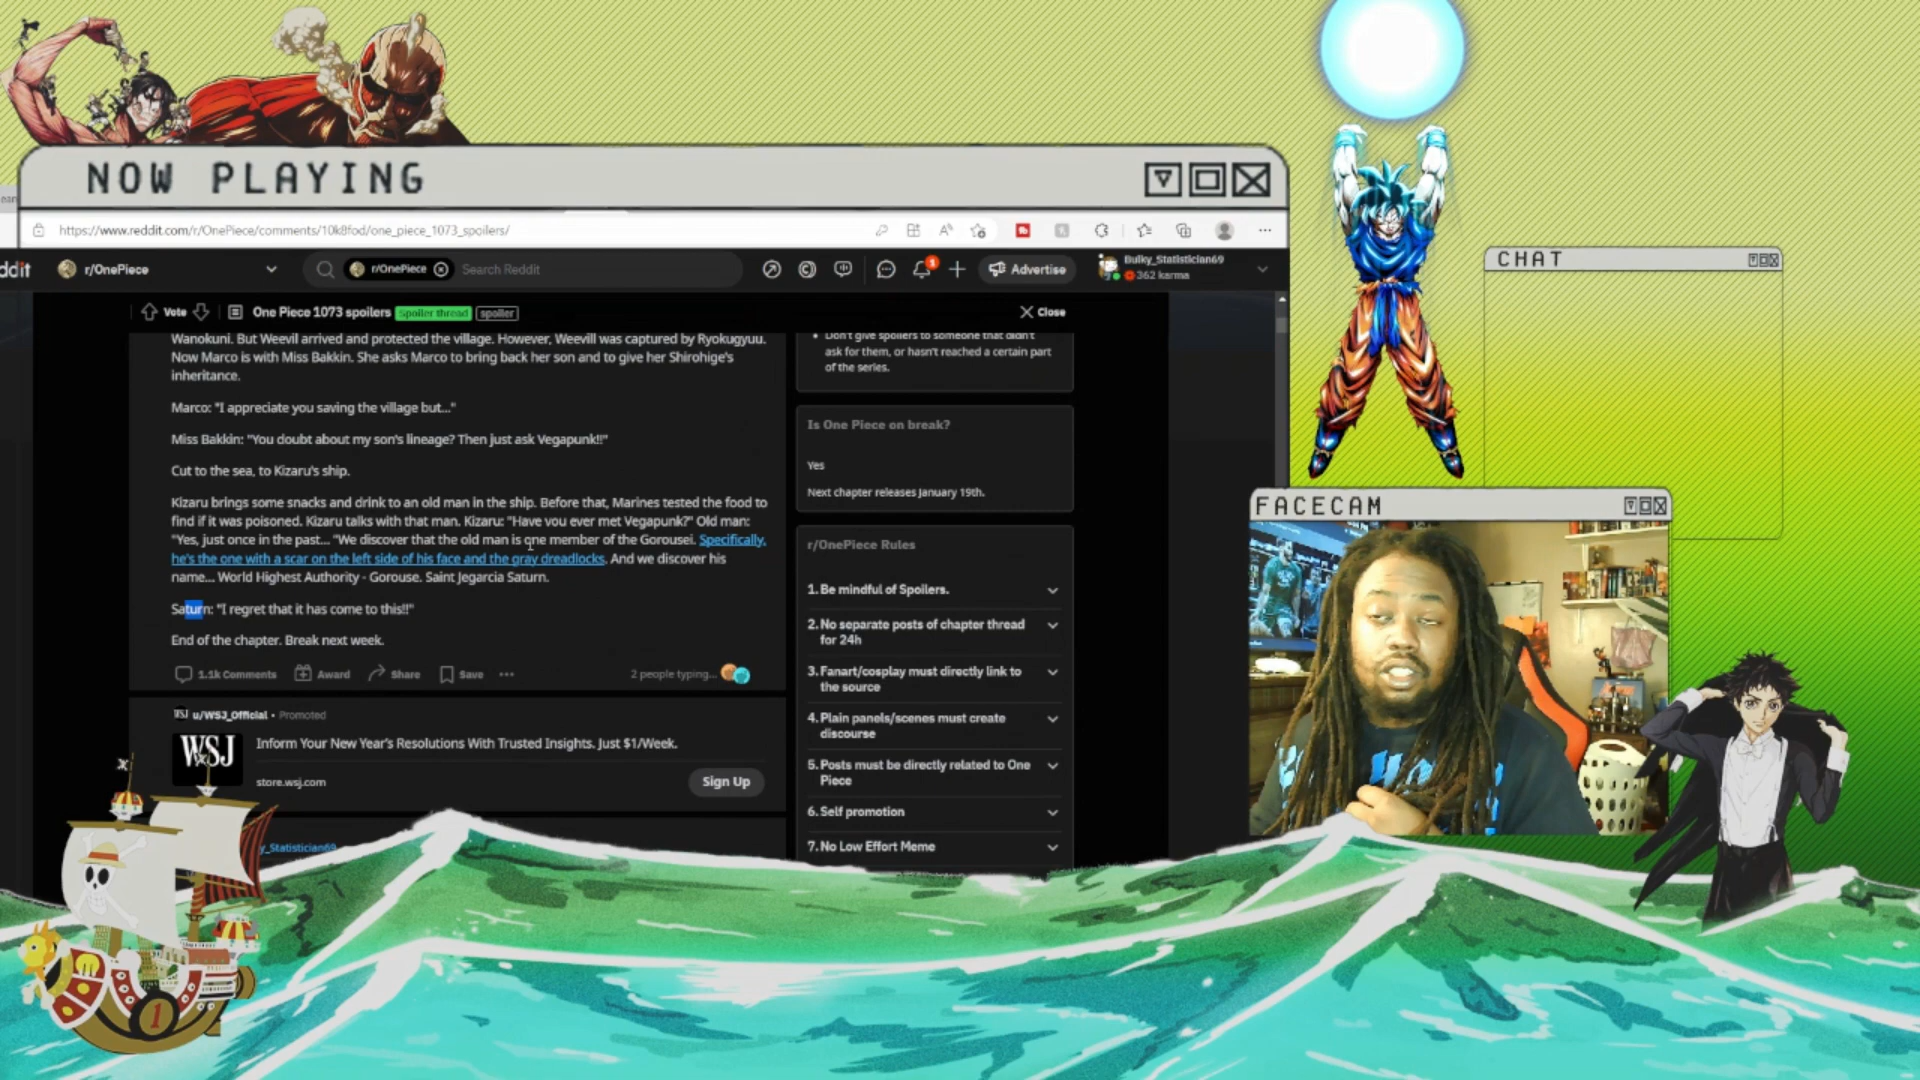 NOW PLAYING
https://www.reddit.com/r/OnePiece/comments/10k8fod/one_piece_1073_spoilers/
ddit
r/OnePiece
r/OnePiece
Search Reddit
1
Advertise
Bulky_Statistician69
362 karma
Vote
One Piece 1073 spoilers
Spoiler thread
spoiler
Close
Wanokuni. But Weevil arrived and protected the village. However, Weevill was captured by Ryokugyuu.
Now Marco is with Miss Bakkin. She asks Marco to bring back her son and to give her Shirohige's
inheritance.
Marco: "I appreciate you saving the village but..."
Miss Bakkin: "You doubt about my son's lineage? Then just ask Vegapunk!!"
Cut to the sea, to Kizaru's ship.
Kizaru brings some snacks and drink to an old man in the ship. Before that, Marines tested the food to
find if it was poisoned. Kizaru talks with that man. Kizaru: "Have you ever met Vegapunk?" Old man:
"Yes, just once in the past... "We discover that the old man is one member of the Gorousei. Specifically,
he's the one with a scar on the left side of his face and the gray dreadlocks. And we discover his
name... World Highest Authority - Gorouse. Saint Jegarcia Saturn.
Saturn: "I regret that it has come to this!!"
End of the chapter. Break next week.
1.1k Comments
Award
Share
Save
2 people typing...
WSJ u/WSJ_Official • Promoted
WSJ
Inform Your New Year's Resolutions With Trusted Insights. Just $1/Week.
store.wsj.com
Sign Up
y_Statistician69
Don't give spoilers to someone that didn't
ask for them, or hasn't reached a certain part
of the series.
Is One Piece on break?
Yes
Next chapter releases January 19th.
r/OnePiece Rules
1. Be mindful of Spoilers.
2. No separate posts of chapter thread
for 24h
3. Fanart/cosplay must directly link to
the source
4. Plain panels/scenes must create
discourse
5. Posts must be directly related to One
Piece
6. Self promotion
7. No Low Effort Meme
CHAT
FACECAM
1